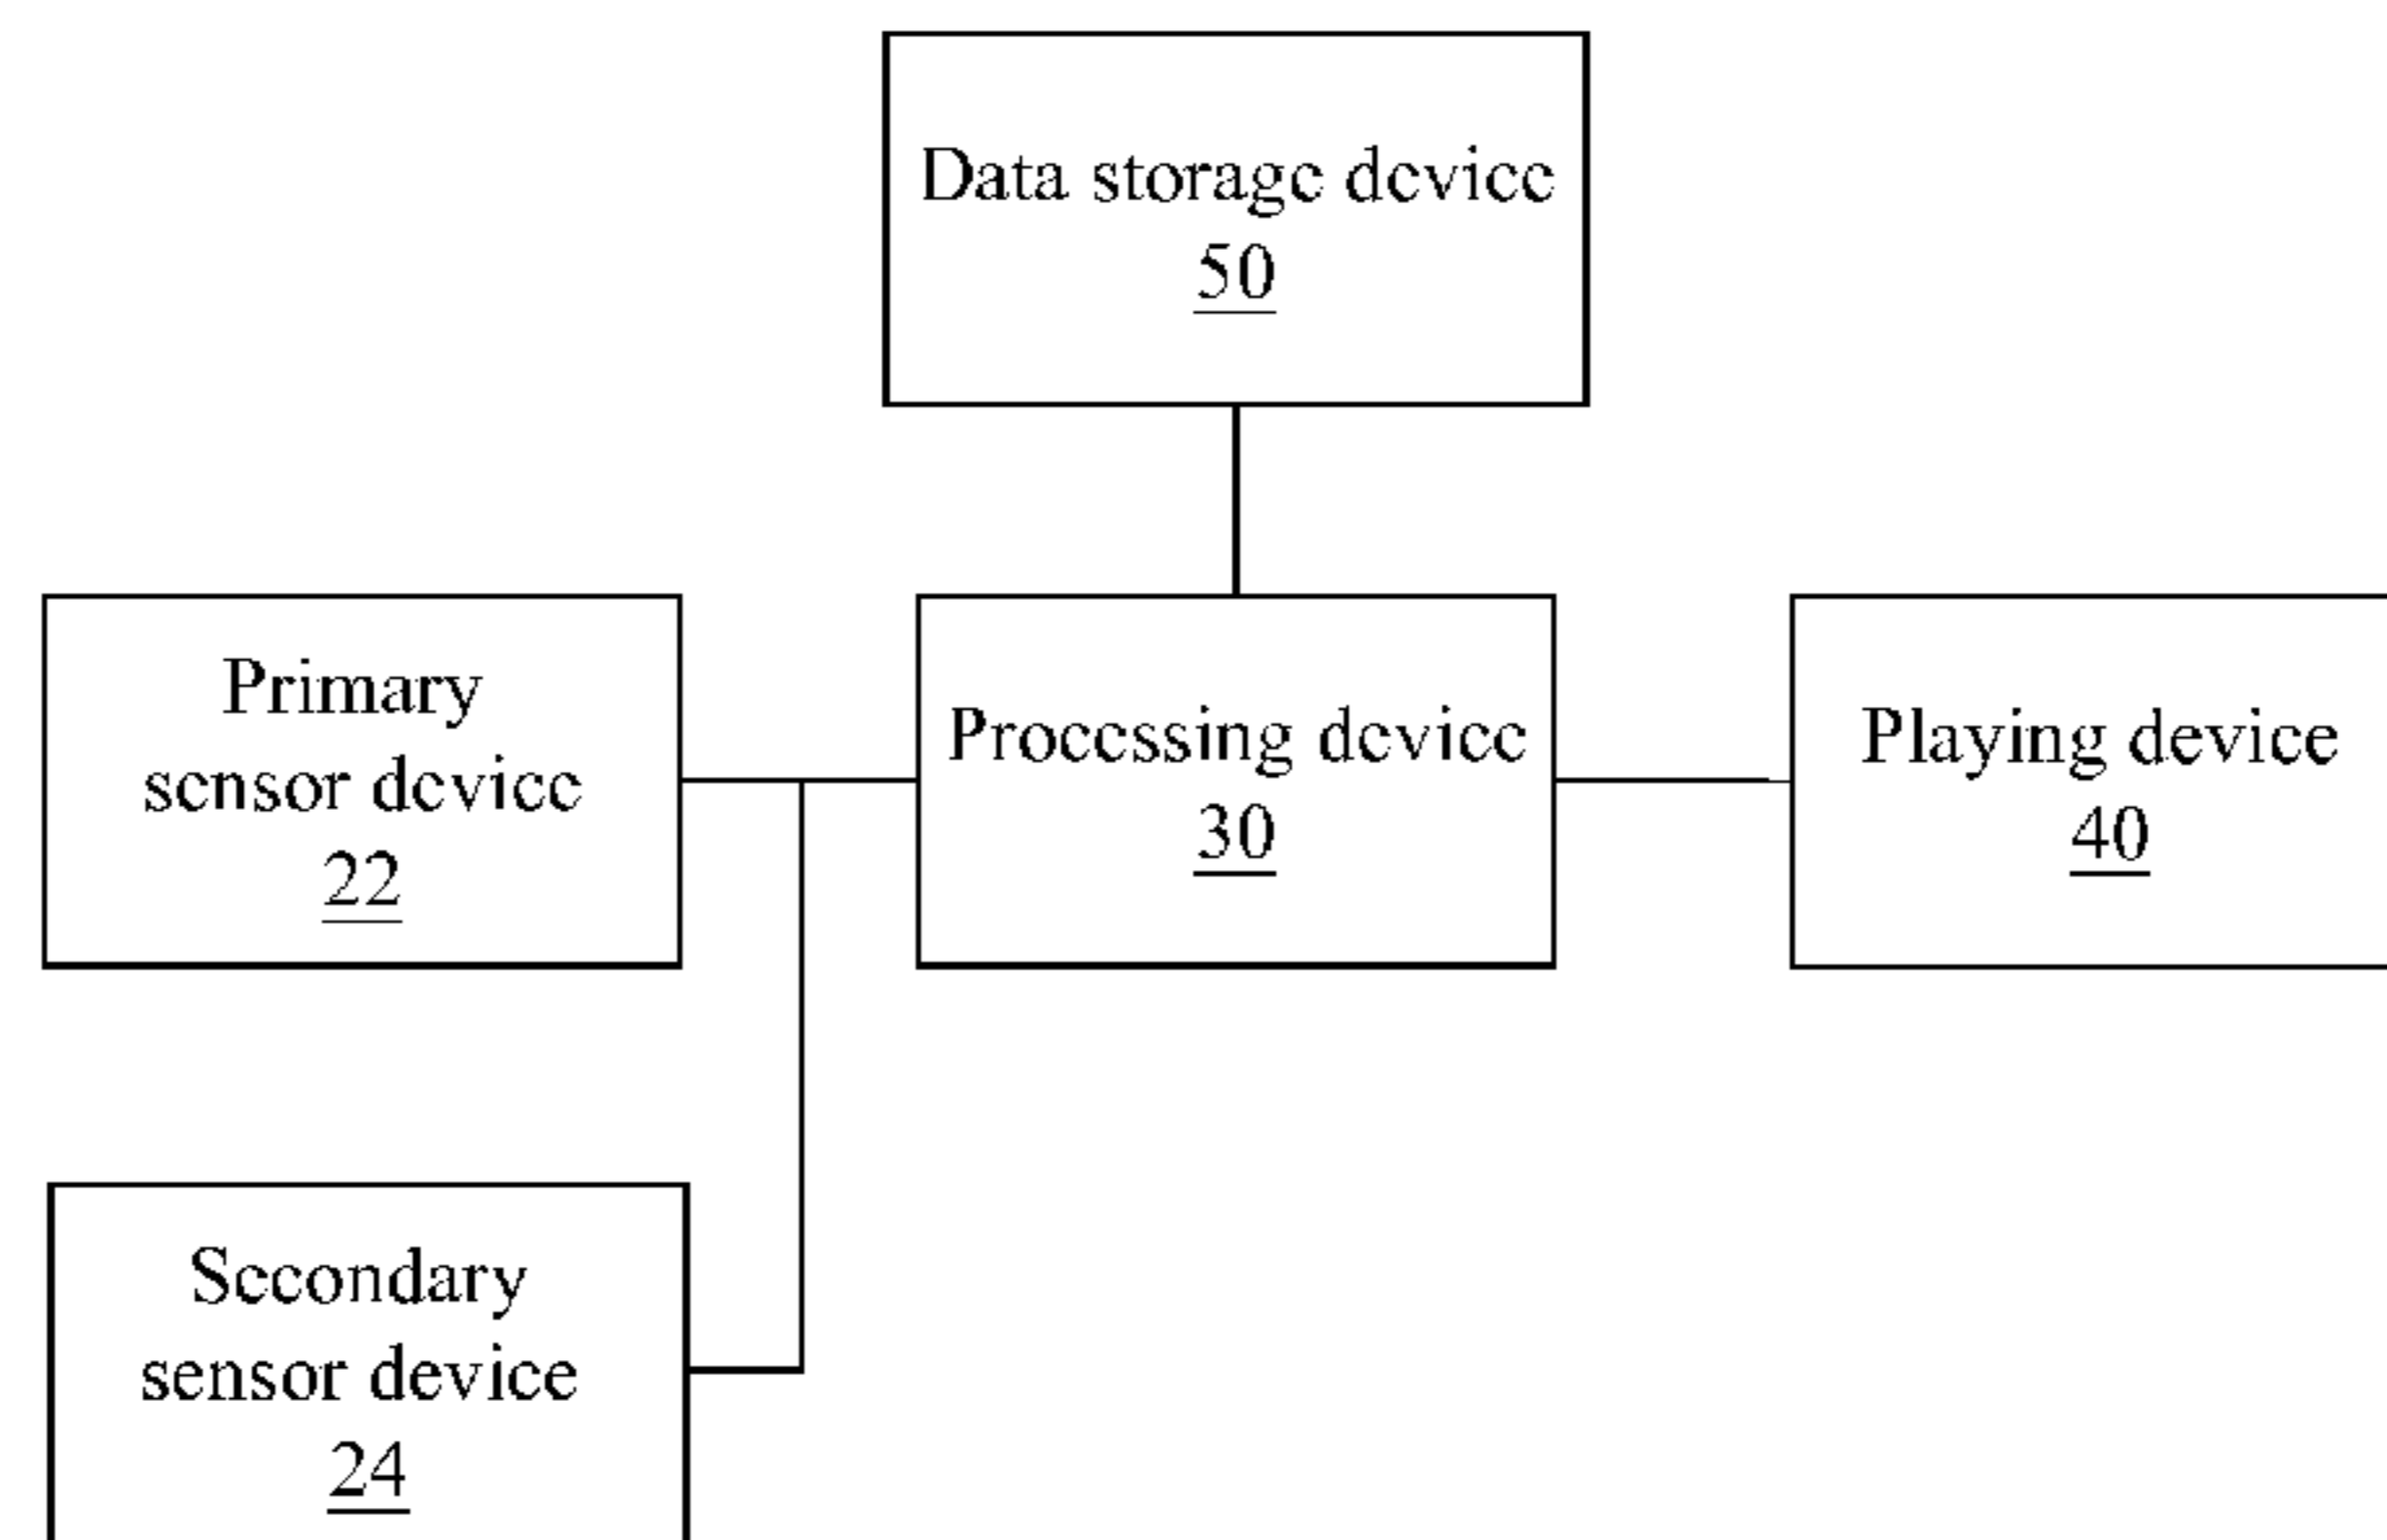 Data storage device
50
Primary
sensor device
22
Processing device
30
Playing device
40
Secondary
sensor device
24